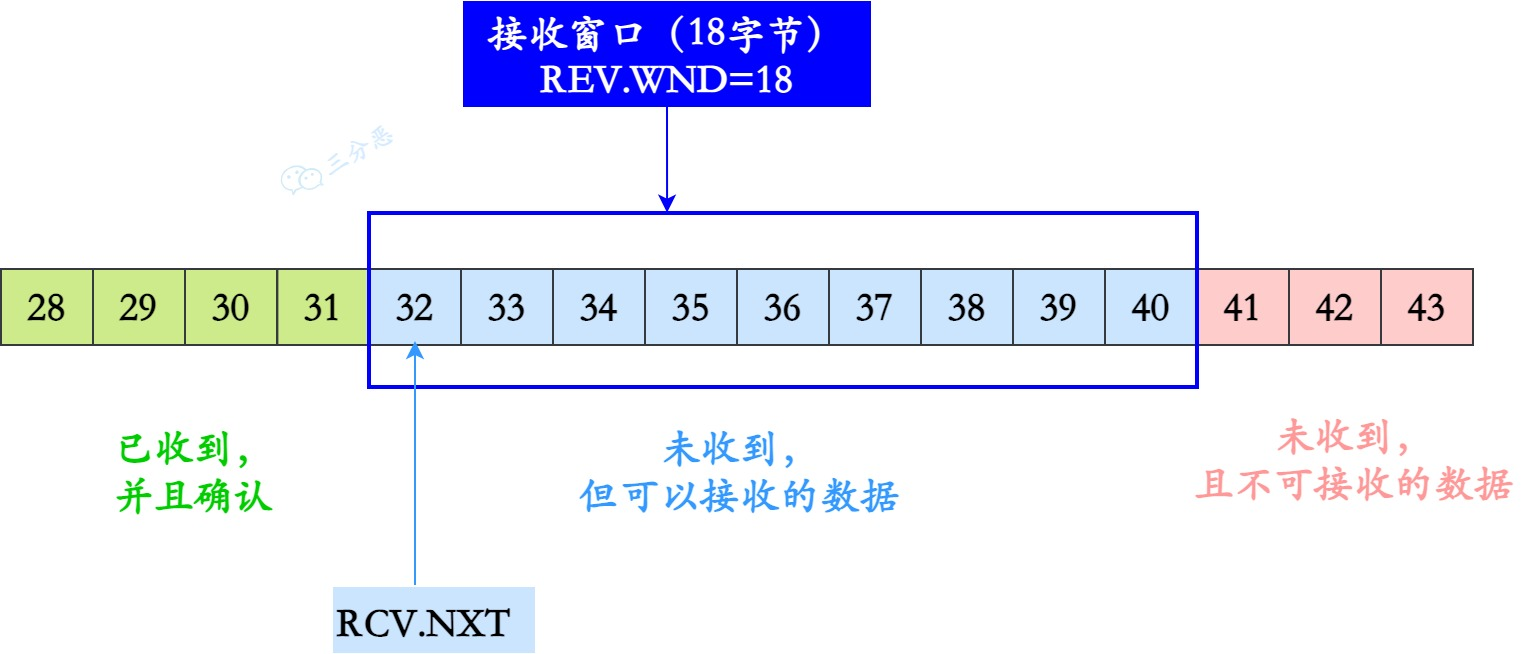 接收窗口（18字节）
REV.WND=18
三分恶
28 29 30 31 32 33 34 35 36 37 38 39 40 41 42 43
已收到，
并且确认
未收到，
但可以接收的数据
未收到，
且不可接收的数据
RCV.NXT